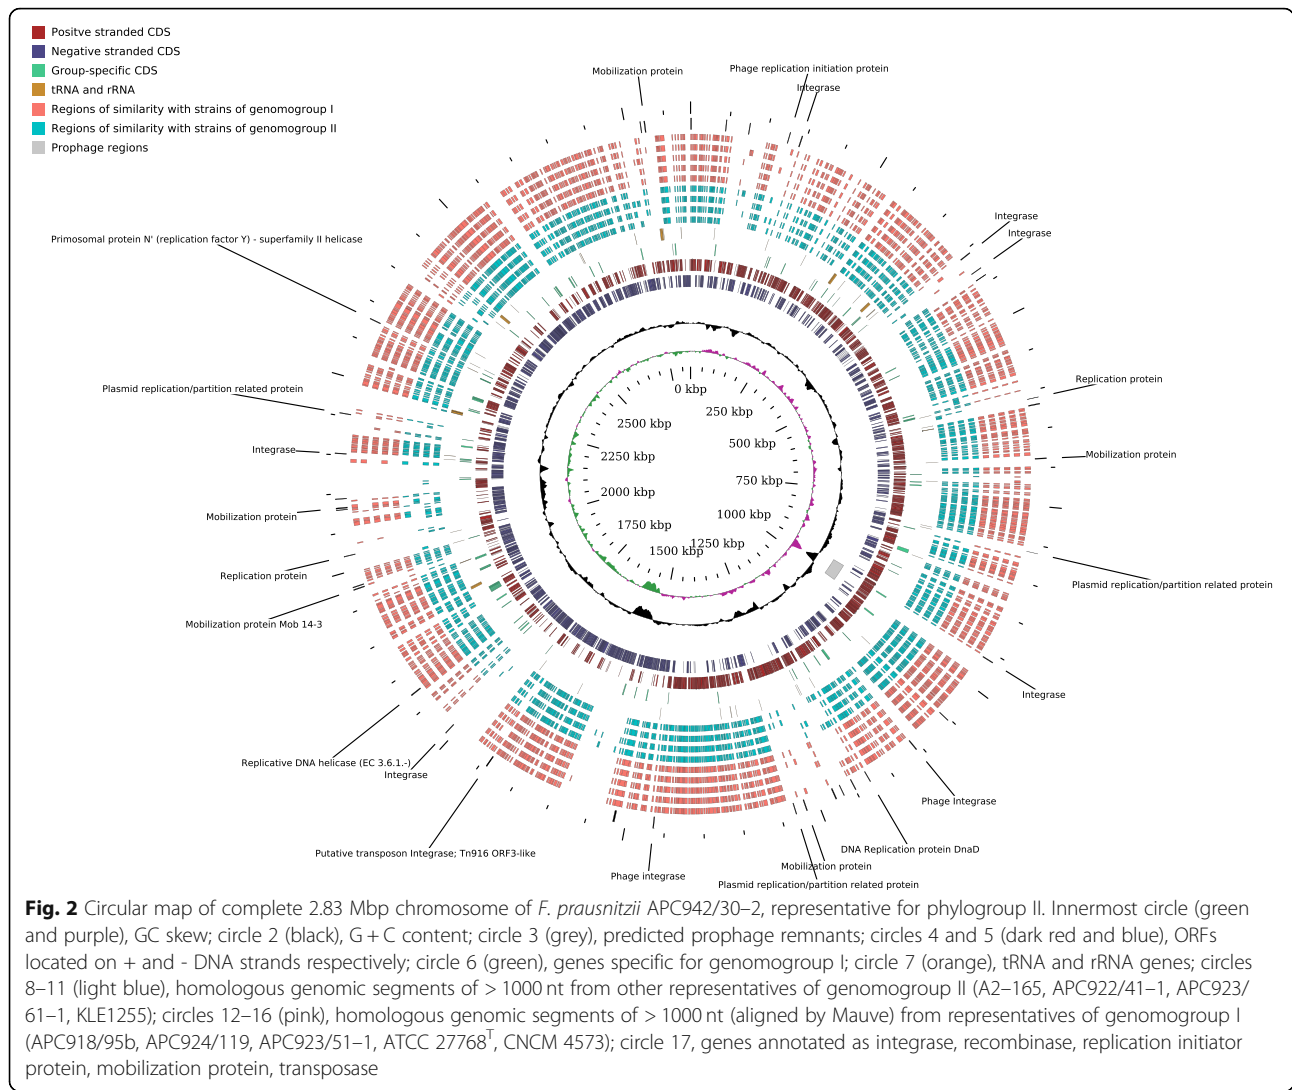 Positve stranded CDS
Negative stranded CDS
Group-specific CDS
tRNA and rRNA
Regions of similarity with strains of genomogroup I
Regions of similarity with strains of genomogroup II
Prophage regions
Mobilization protein
Phage replication initiation protein
Integrase
Integrase
Integrase
Primosomal protein N' (replication factor Y) - superfamily II helicase
Replication protein
Plasmid replication/partition related protein
Integrase
Mobilization protein
Mobilization protein
Replication protein
Plasmid replication/partition related protein
Mobilization protein Mob 14-3
Integrase
Replicative DNA helicase (EC 3.6.1.-)
Integrase
Phage Integrase
Putative transposon Integrase; Tn916 ORF3-like
DNA Replication protein DnaD
Mobilization protein
Phage integrase
Plasmid replication/partition related protein
0 kbp
250 kbp
500 kbp
750 kbp
1000 kbp
1250 kbp
1500 kbp
1750 kbp
2000 kbp
2250 kbp
2500 kbp
Fig. 2 Circular map of complete 2.83 Mbp chromosome of F. prausnitzii APC942/30–2, representative for phylogroup II. Innermost circle (green
and purple), GC skew; circle 2 (black), G + C content; circle 3 (grey), predicted prophage remnants; circles 4 and 5 (dark red and blue), ORFs
located on + and - DNA strands respectively; circle 6 (green), genes specific for genomogroup I; circle 7 (orange), tRNA and rRNA genes; circles
8–11 (light blue), homologous genomic segments of > 1000 nt from other representatives of genomogroup II (A2–165, APC922/41–1, APC923/
61–1, KLE1255); circles 12–16 (pink), homologous genomic segments of > 1000 nt (aligned by Mauve) from representatives of genomogroup I
(APC918/95b, APC924/119, APC923/51–1, ATCC 27768T, CNCM 4573); circle 17, genes annotated as integrase, recombinase, replication initiator
protein, mobilization protein, transposase